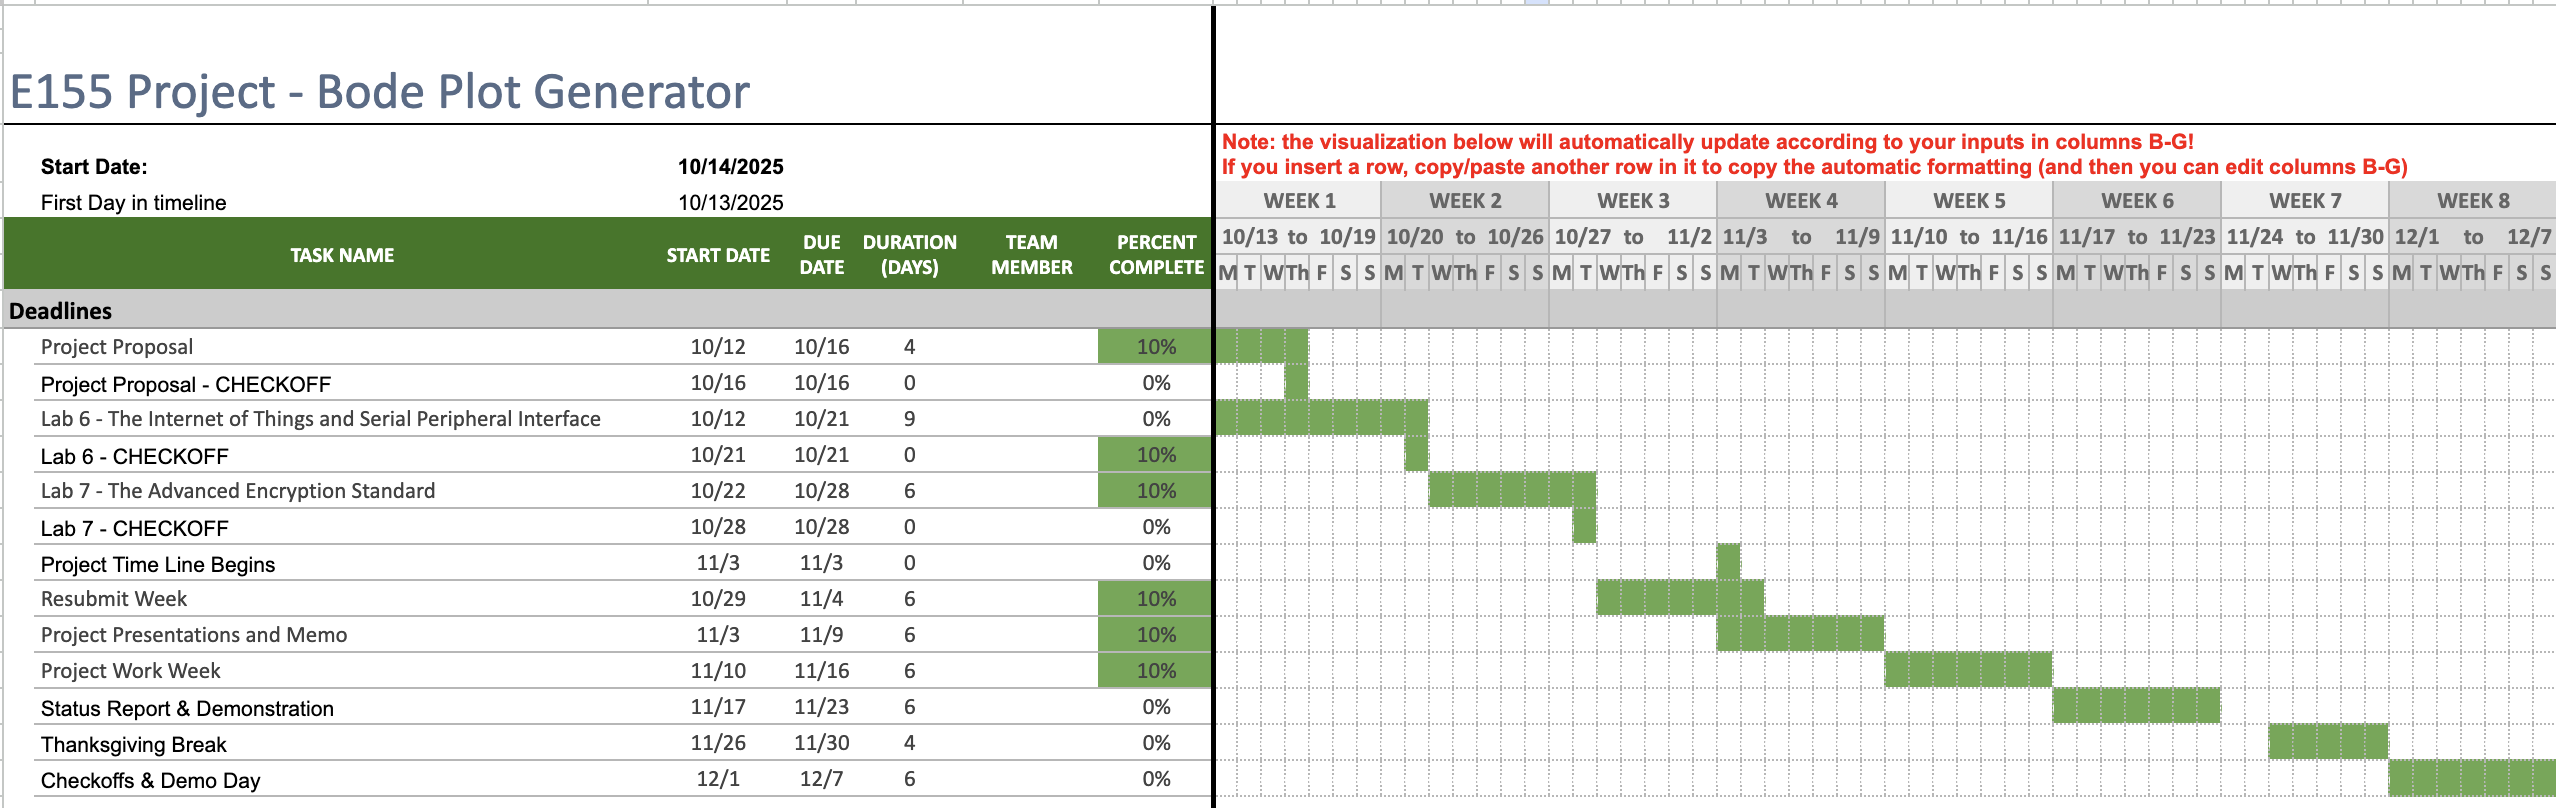 E155 Project - Bode Plot Generator
Note: the visualization below will automatically update according to your inputs in columns B-G!
Start Date: 10/14/2025
If you insert a row, copy/paste another row in it to copy the automatic formatting (and then you can edit columns B-G)
First Day in timeline 10/13/2025
WEEK 1 WEEK 2 WEEK 3 WEEK 4 WEEK 5 WEEK 6 WEEK 7 WEEK 8
TASK NAME START DATE DUE DATE DURATION (DAYS) TEAM MEMBER PERCENT COMPLETE
10/13 to 10/19 10/20 to 10/26 10/27 to 11/2 11/3 to 11/9 11/10 to 11/16 11/17 to 11/23 11/24 to 11/30 12/1 to 12/7
M T W Th F S S M T W Th F S S M T W Th F S S M T W Th F S S M T W Th F S S M T W Th F S S M T W Th F S S M T W Th F S S
Deadlines
Project Proposal 10/12 10/16 4 10%
Project Proposal - CHECKOFF 10/16 10/16 0 0%
Lab 6 - The Internet of Things and Serial Peripheral Interface 10/12 10/21 9 0%
Lab 6 - CHECKOFF 10/21 10/21 0 10%
Lab 7 - The Advanced Encryption Standard 10/22 10/28 6 10%
Lab 7 - CHECKOFF 10/28 10/28 0 0%
Project Time Line Begins 11/3 11/3 0 0%
Resubmit Week 10/29 11/4 6 10%
Project Presentations and Memo 11/3 11/9 6 10%
Project Work Week 11/10 11/16 6 10%
Status Report & Demonstration 11/17 11/23 6 0%
Thanksgiving Break 11/26 11/30 4 0%
Checkoffs & Demo Day 12/1 12/7 6 0%